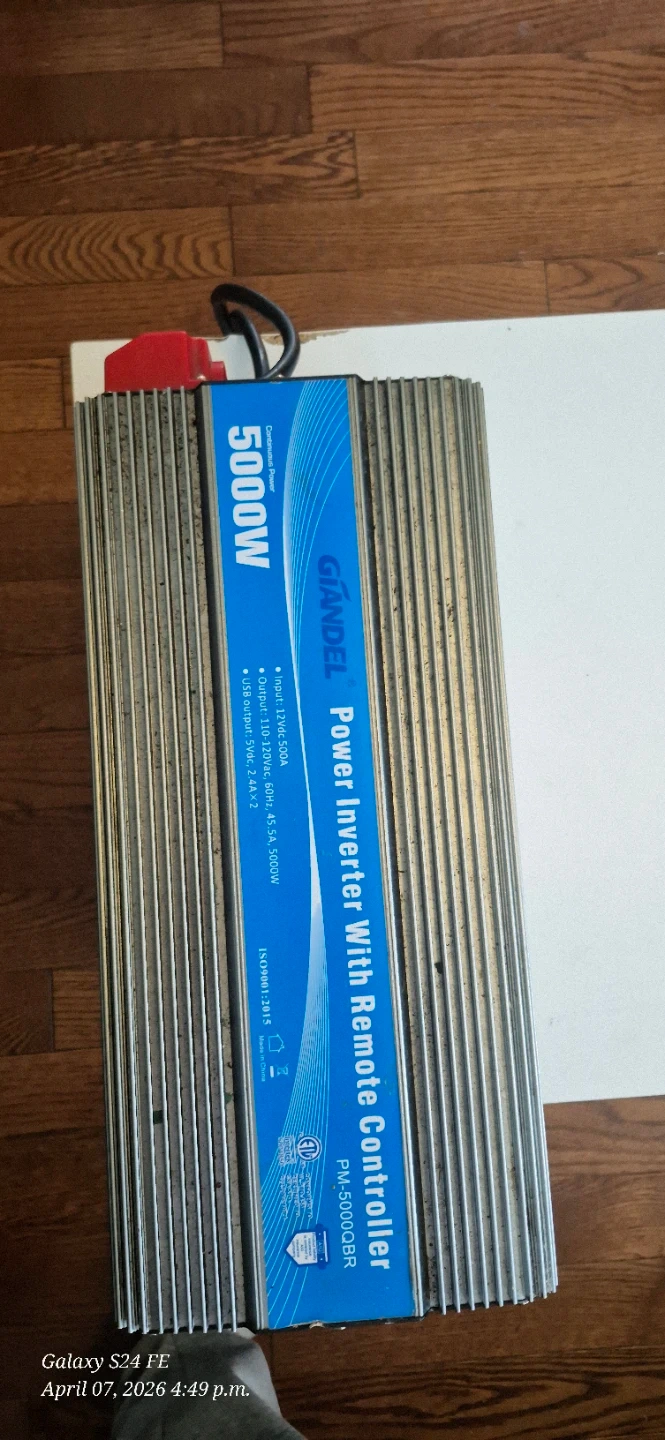 Continuous Power
5000W
GIANDEL
®
Power Inverter With Remote Controller
PM-5000QBR
• Input: 12Vdc 500A
• Output: 110-120Vac, 60Hz, 45.5A, 5000W
• USB output: 5Vdc, 2.4A×2
ISO9001:2015
Made in China
Galaxy S24 FE
April 07, 2026 4:49 p.m.